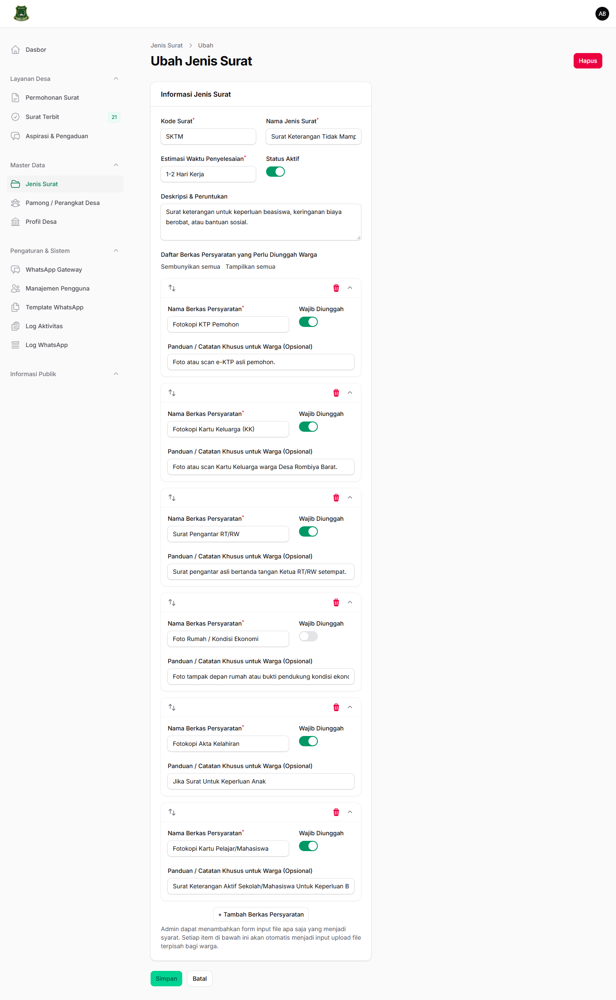 AB
Dasbor
Layanan Desa
Permohonan Surat
Surat Terbit
21
Aspirasi & Pengaduan
Master Data
Jenis Surat
Pamong / Perangkat Desa
Profil Desa
Pengaturan & Sistem
WhatsApp Gateway
Manajemen Pengguna
Template WhatsApp
Log Aktivitas
Log WhatsApp
Informasi Publik
Jenis Surat > Ubah
Ubah Jenis Surat
Hapus
Informasi Jenis Surat
Kode Surat*
SKTM
Nama Jenis Surat*
Surat Keterangan Tidak Mamp
Estimasi Waktu Penyelesaian*
1-2 Hari Kerja
Status Aktif
Deskripsi & Peruntukan
Surat keterangan untuk keperluan beasiswa, keringanan biaya
berobat, atau bantuan sosial.
Daftar Berkas Persyaratan yang Perlu Diunggah Warga
Sembunyikan semua Tampilkan semua
Nama Berkas Persyaratan*
Fotokopi KTP Pemohon
Wajib Diunggah
Panduan / Catatan Khusus untuk Warga (Opsional)
Foto atau scan e-KTP asli pemohon.
Nama Berkas Persyaratan*
Fotokopi Kartu Keluarga (KK)
Wajib Diunggah
Panduan / Catatan Khusus untuk Warga (Opsional)
Foto atau scan Kartu Keluarga warga Desa Rombiya Barat.
Nama Berkas Persyaratan*
Surat Pengantar RT/RW
Wajib Diunggah
Panduan / Catatan Khusus untuk Warga (Opsional)
Surat pengantar asli bertanda tangan Ketua RT/RW setempat.
Nama Berkas Persyaratan*
Foto Rumah / Kondisi Ekonomi
Wajib Diunggah
Panduan / Catatan Khusus untuk Warga (Opsional)
Foto tampak depan rumah atau bukti pendukung kondisi ekono
Nama Berkas Persyaratan*
Fotokopi Akta Kelahiran
Wajib Diunggah
Panduan / Catatan Khusus untuk Warga (Opsional)
Jika Surat Untuk Keperluan Anak
Nama Berkas Persyaratan*
Fotokopi Kartu Pelajar/Mahasiswa
Wajib Diunggah
Panduan / Catatan Khusus untuk Warga (Opsional)
Surat Keterangan Aktif Sekolah/Mahasiswa Untuk Keperluan B
+ Tambah Berkas Persyaratan
Admin dapat menambahkan form input file apa saja yang menjadi
syarat. Setiap item di bawah ini akan otomatis menjadi input upload file
terpisah bagi warga.
Simpan
Batal